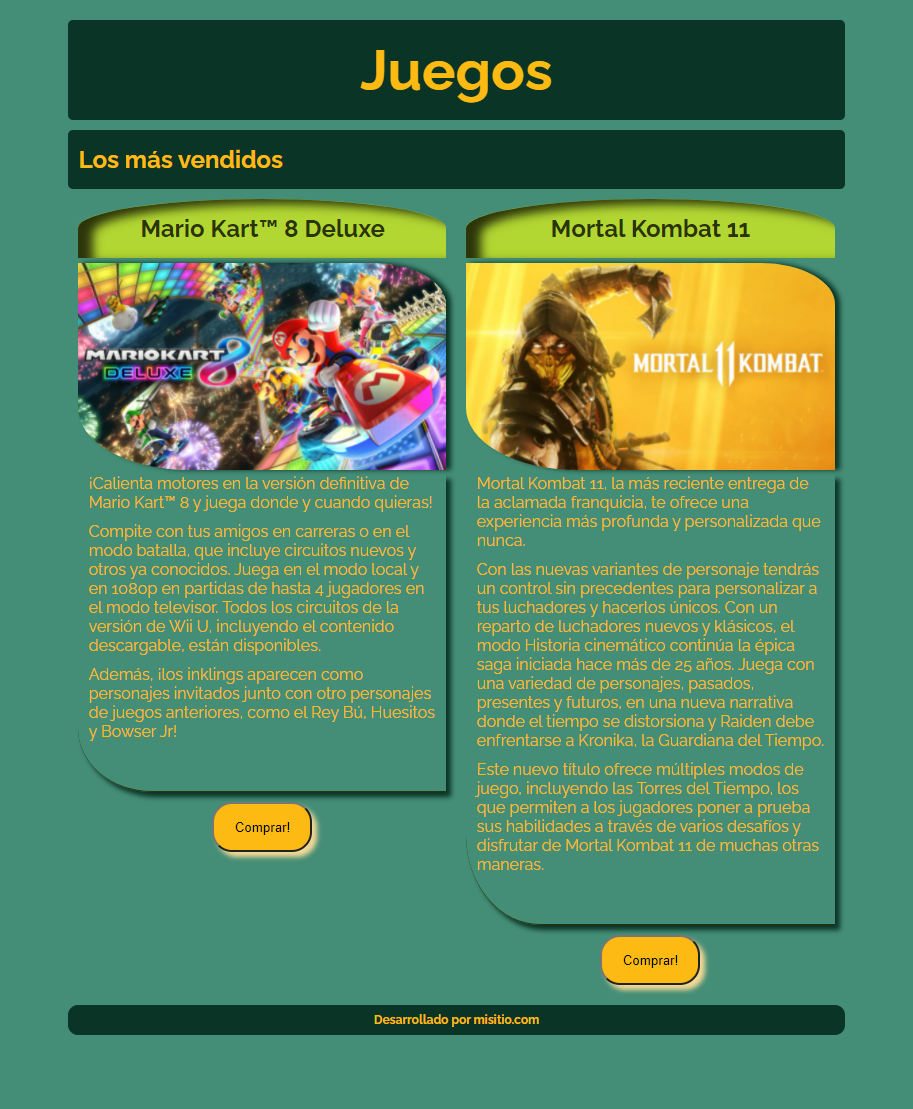 Juegos
Los más vendidos
Mario Kart™ 8 Deluxe
MARIOKART 8
DELUXE
¡Calienta motores en la versión definitiva de
Mario Kart™ 8 y juega donde y cuando quieras!
Compite con tus amigos en carreras o en el
modo batalla, que incluye circuitos nuevos y
otros ya conocidos. Juega en el modo local y
en 1080p en partidas de hasta 4 jugadores en
el modo televisor. Todos los circuitos de la
versión de Wii U, incluyendo el contenido
descargable, están disponibles.
Además, ¡los inklings aparecen como
personajes invitados junto con otro personajes
de juegos anteriores, como el Rey Bú, Huesitos
y Bowser Jr!
Comprar!
Mortal Kombat 11
MORTAL 11 KOMBAT
Mortal Kombat 11, la más reciente entrega de
la aclamada franquicia, te ofrece una
experiencia más profunda y personalizada que
nunca.
Con las nuevas variantes de personaje tendrás
un control sin precedentes para personalizar a
tus luchadores y hacerlos únicos. Con un
reparto de luchadores nuevos y klásicos, el
modo Historia cinemático continúa la épica
saga iniciada hace más de 25 años. Juega con
una variedad de personajes, pasados,
presentes y futuros, en una nueva narrativa
donde el tiempo se distorsiona y Raiden debe
enfrentarse a Kronika, la Guardiana del Tiempo.
Este nuevo título ofrece múltiples modos de
juego, incluyendo las Torres del Tiempo, los
que permiten a los jugadores poner a prueba
sus habilidades a través de varios desafíos y
disfrutar de Mortal Kombat 11 de muchas otras
maneras.
Comprar!
Desarrollado por misitio.com